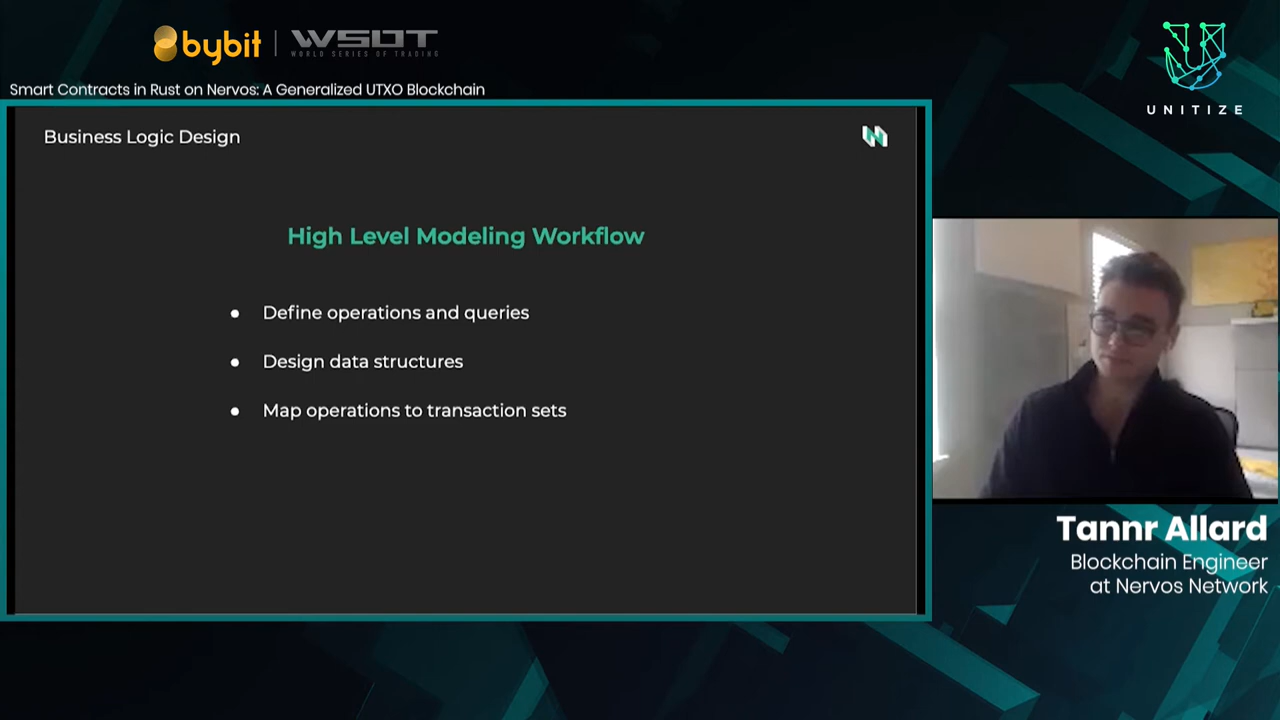 bybit
WSOT
WORLD SERIES OF TRADING
UNITIZE
Smart Contracts in Rust on Nervos: A Generalized UTXO Blockchain
Business Logic Design
High Level Modeling Workflow
• Define operations and queries
• Design data structures
• Map operations to transaction sets
Tannr Allard
Blockchain Engineer
at Nervos Network